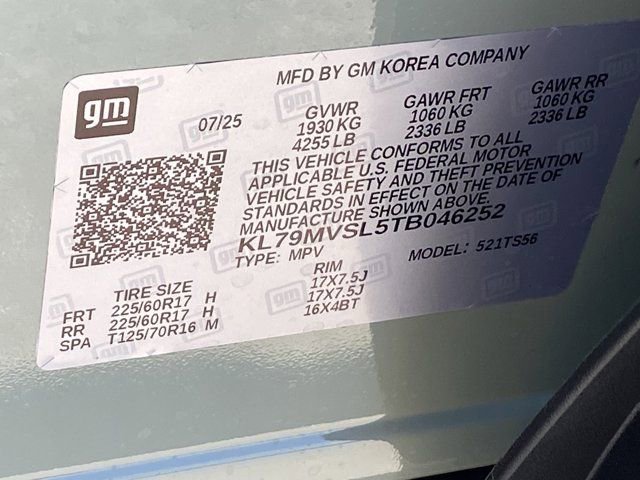 MFD BY GM KOREA COMPANY
gm
07/25
GVWR GAWR FRT GAWR RR
1930 KG 1060 KG 1060 KG
4255 LB 2336 LB 2336 LB
THIS VEHICLE CONFORMS TO ALL
APPLICABLE U.S. FEDERAL MOTOR
VEHICLE SAFETY AND THEFT PREVENTION
STANDARDS IN EFFECT ON THE DATE OF
MANUFACTURE SHOWN ABOVE.
KL79MVSL5TB046252
TYPE: MPV MODEL: 521TS56
TIRE SIZE RIM
FRT 225/60R17 H 17X7.5J
RR 225/60R17 H 17X7.5J
SPA T125/70R16 M 16X4BT